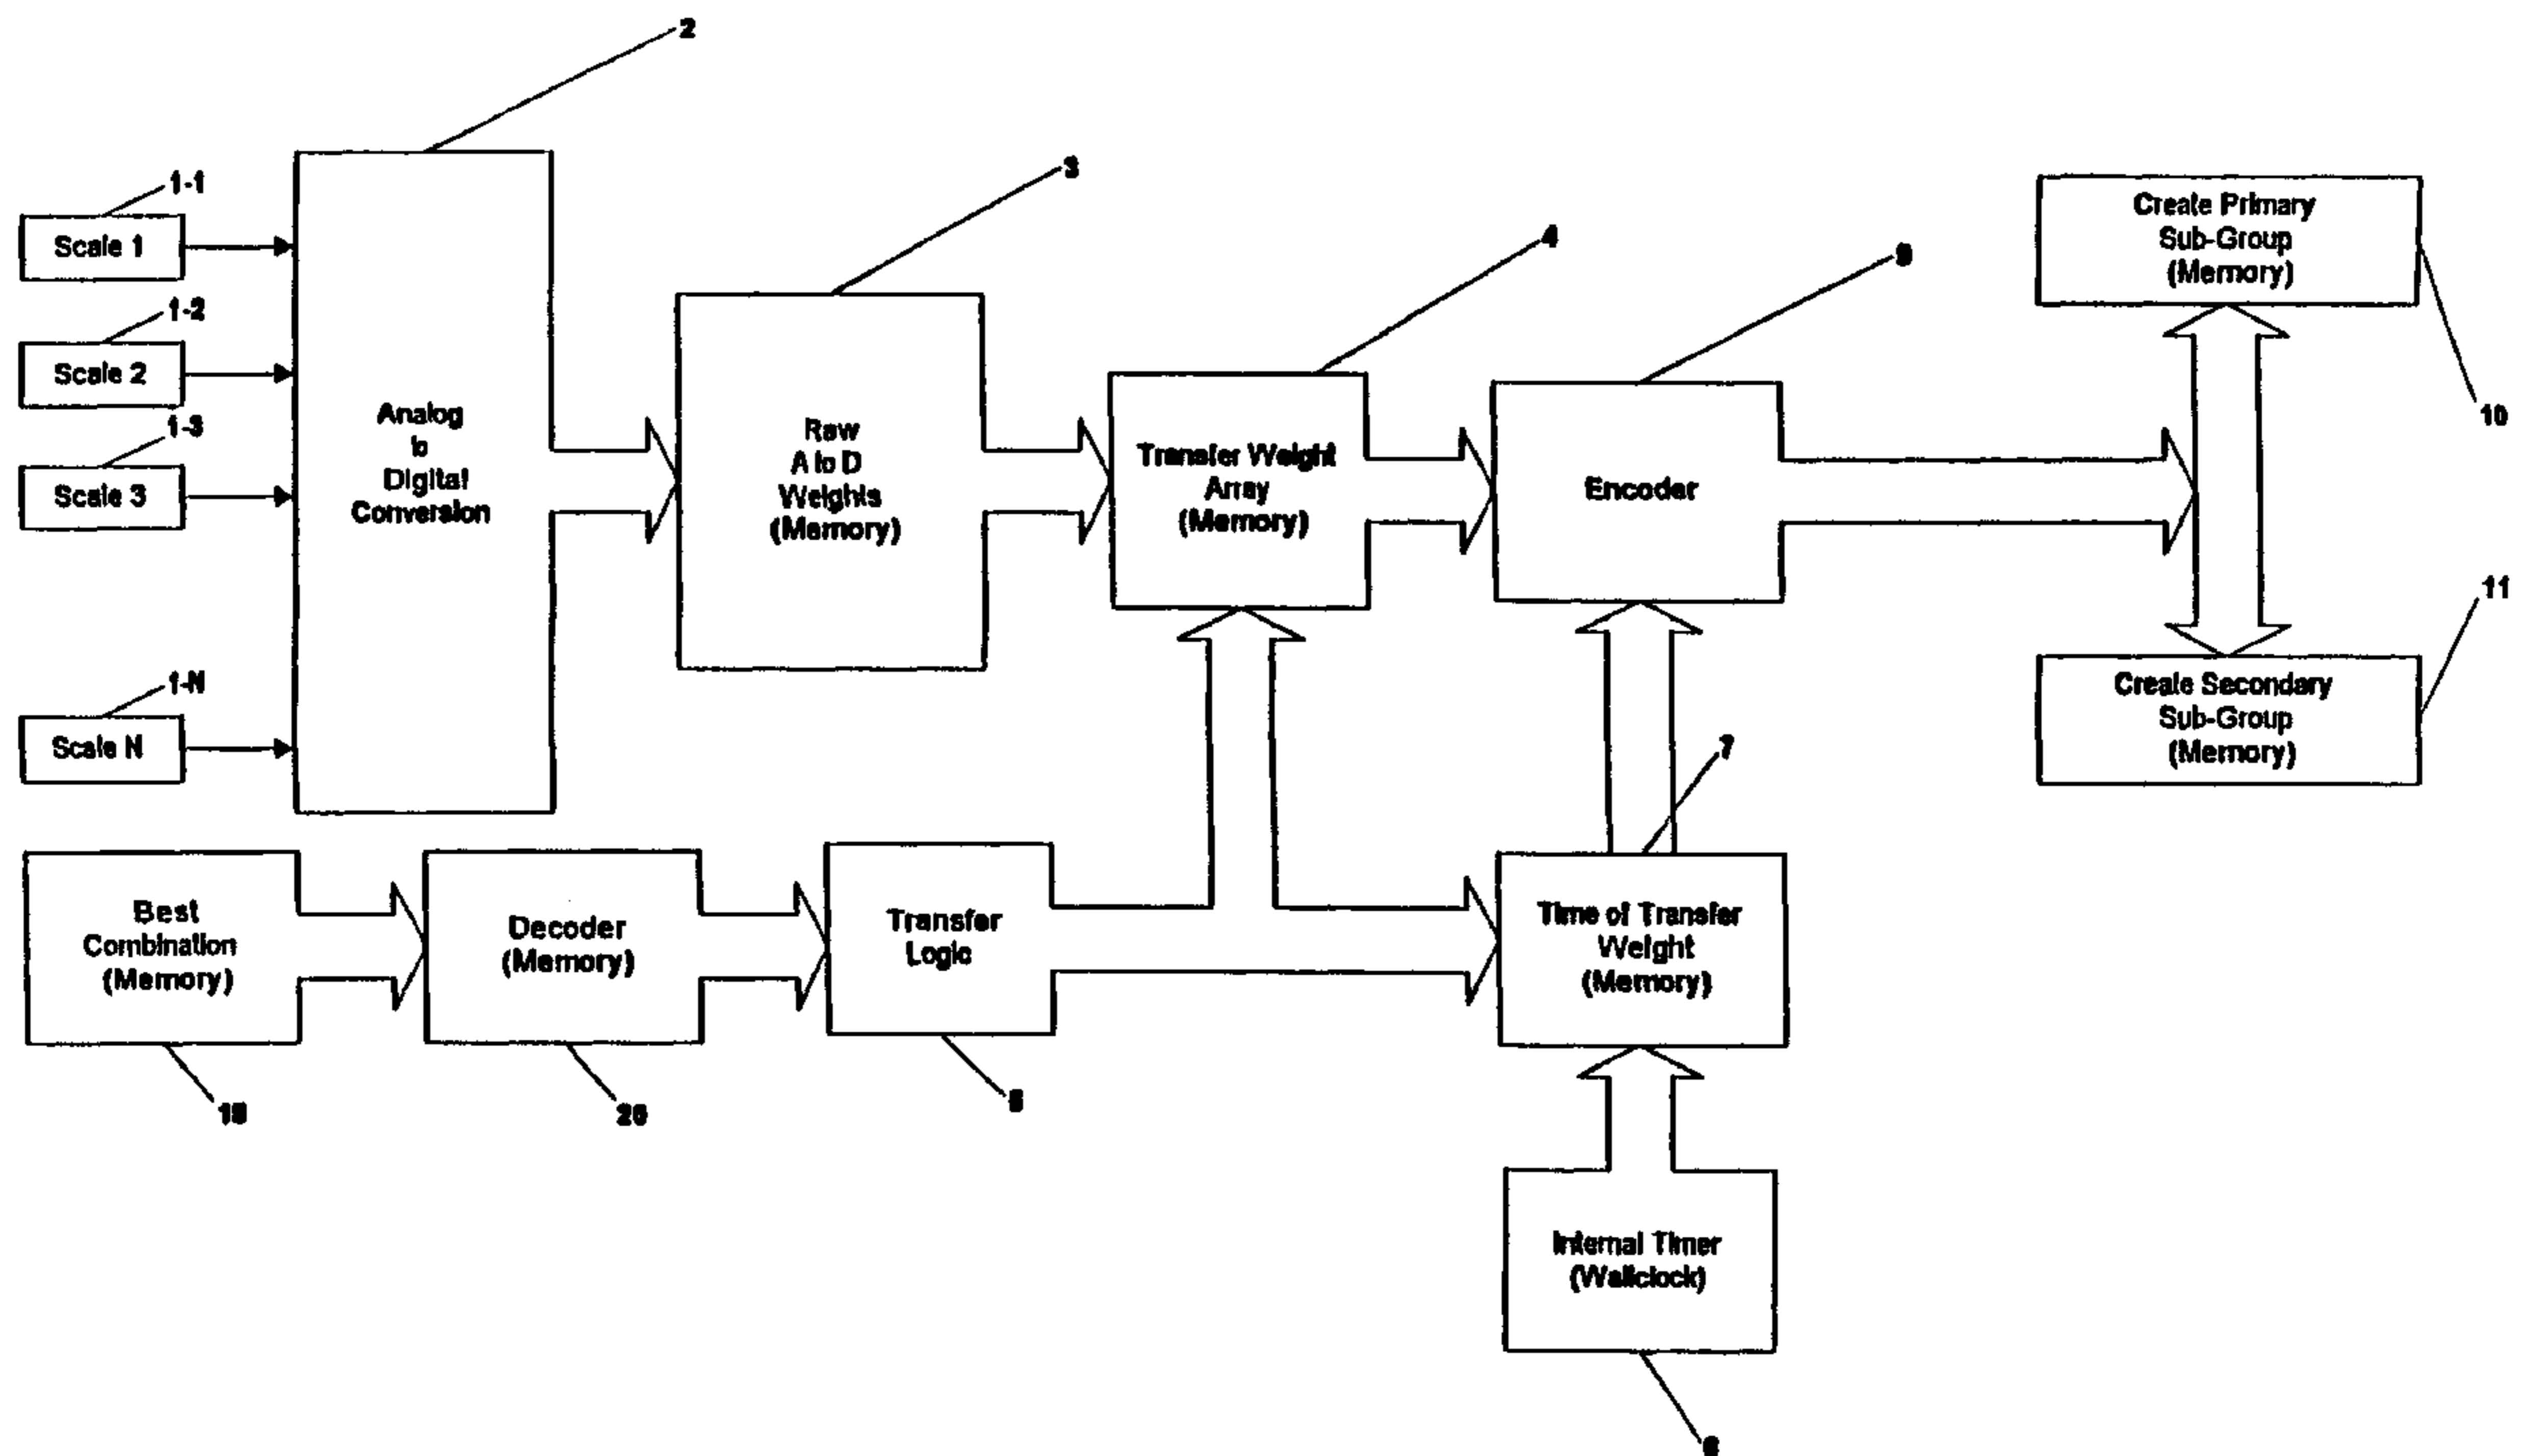 2
3
4
9
1-1
Scale 1
1-2
Scale 2
1-3
Scale 3
1-N
Scale N
Analog
to
Digital
Conversion
Raw
A to D
Weights
(Memory)
Transfer Weight
Array
(Memory)
Encoder
Create Primary
Sub-Group
(Memory)
10
11
Create Secondary
Sub-Group
(Memory)
7
Best
Combination
(Memory)
Decoder
(Memory)
Transfer
Logic
Time of Transfer
Weight
(Memory)
5
Internal Timer
(Wallclock)